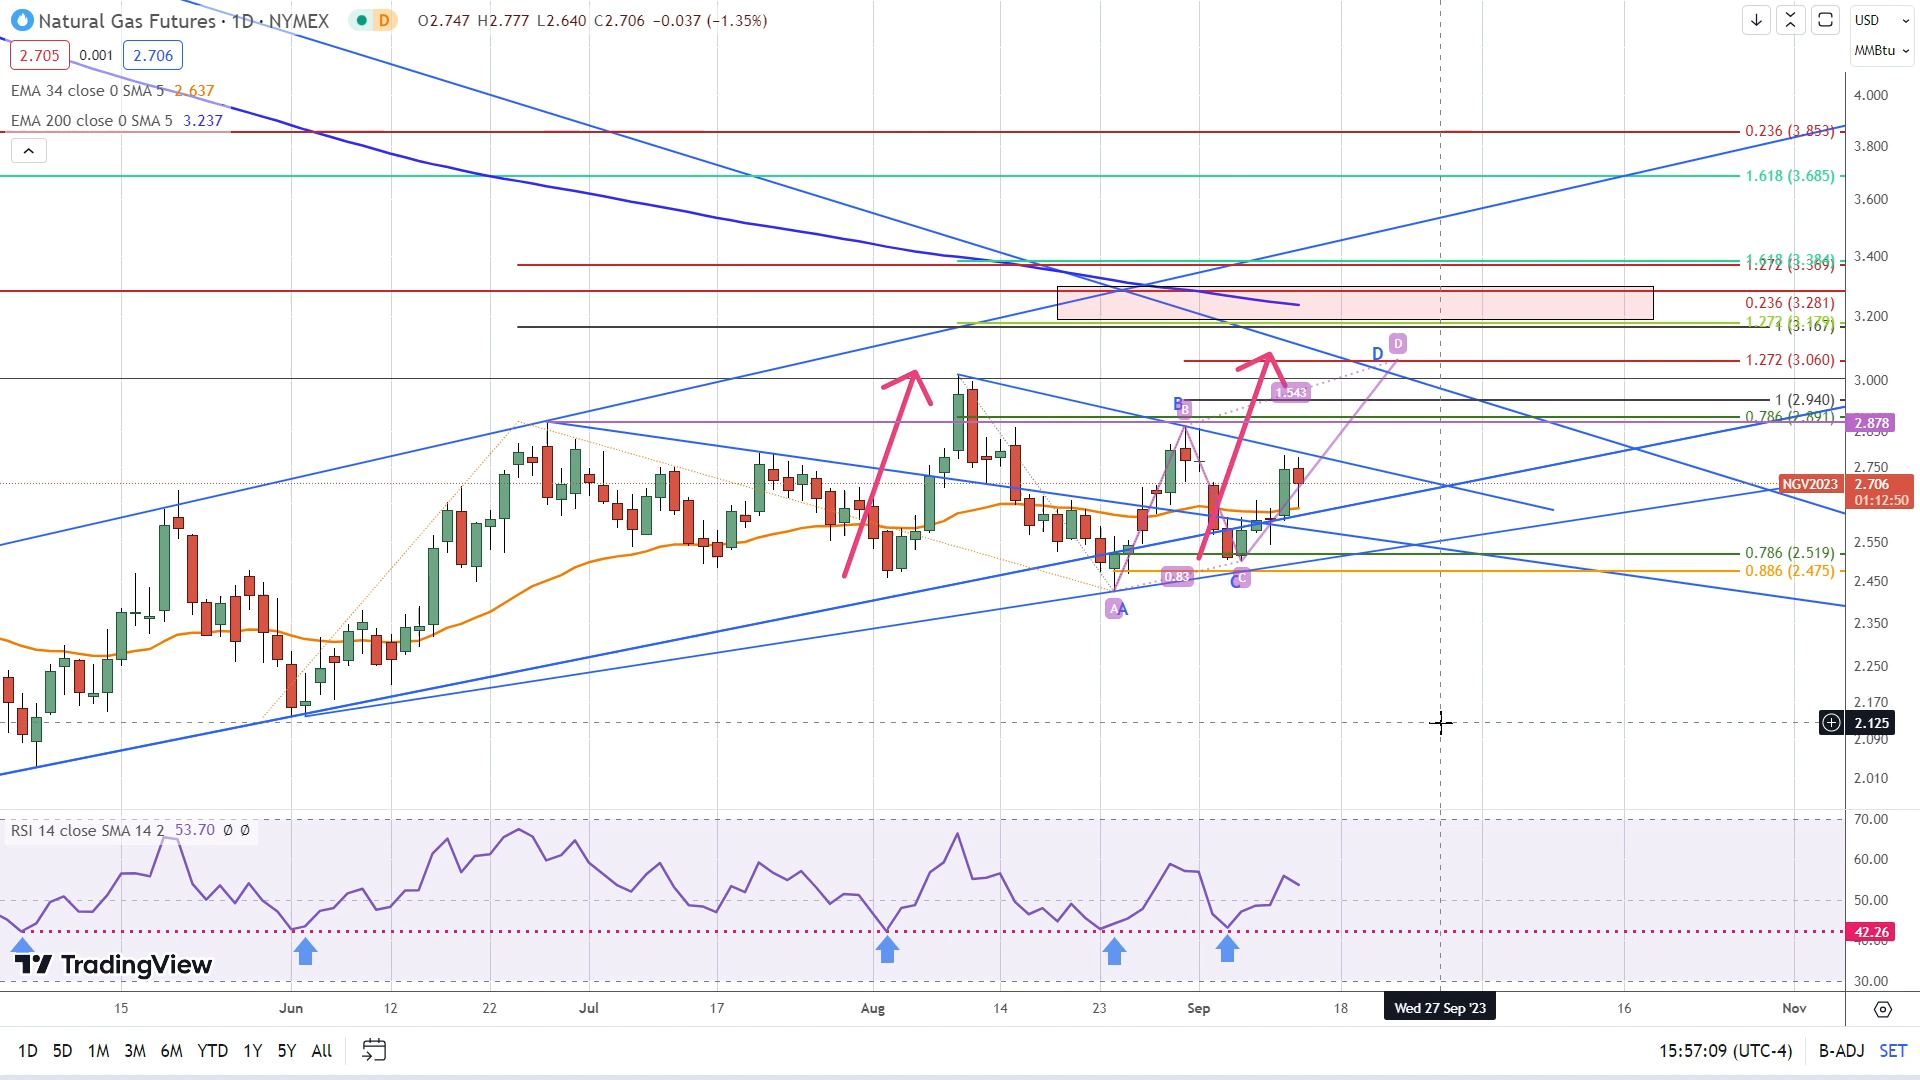 Natural Gas Futures · 1D · NYMEX D O2.747 H2.777 L2.640 C2.706 −0.037 (−1.35%)
USD
MMBtu
2.705 0.001 2.706
EMA 34 close 0 SMA 5 2.637
EMA 200 close 0 SMA 5 3.237
4.000
0.236 (3.853)
3.800
1.618 (3.685)
3.600
3.400
1.618 (3.384)
1.272 (3.369)
0.236 (3.281)
3.200
1 (3.167)
D D
1.272 (3.060)
3.000
1.543
1 (2.940)
B B
0.786 (2.891)
2.878
2.750
NGV2023 2.706
01:12:50
2.550
0.786 (2.519)
0.886 (2.475)
0.83
C C
2.450
A A
2.350
2.250
2.170
2.125
2.090
2.010
RSI 14 close SMA 14 2 53.70 Ø Ø
70.00
60.00
50.00
42.26
30.00
TradingView
15 Jun 12 22 Jul 17 Aug 14 23 Sep 18 Wed 27 Sep '23 16 Nov
1D 5D 1M 3M 6M YTD 1Y 5Y All
15:57:09 (UTC-4) B-ADJ SET